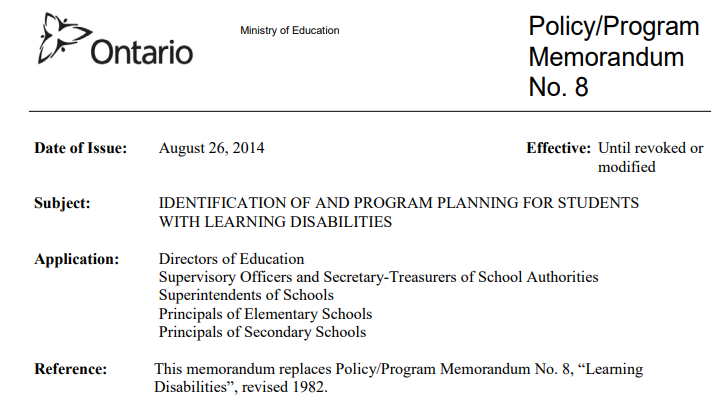 Ontario
Ministry of Education
Policy/Program
Memorandum
No. 8
Date of Issue: August 26, 2014
Effective: Until revoked or
modified
Subject: IDENTIFICATION OF AND PROGRAM PLANNING FOR STUDENTS
WITH LEARNING DISABILITIES
Application: Directors of Education
Supervisory Officers and Secretary-Treasurers of School Authorities
Superintendents of Schools
Principals of Elementary Schools
Principals of Secondary Schools
Reference: This memorandum replaces Policy/Program Memorandum No. 8, “Learning
Disabilities”, revised 1982.